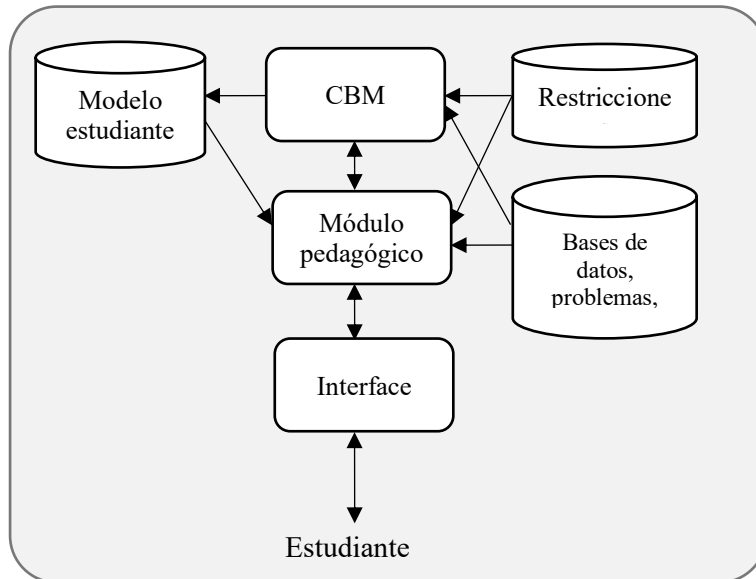 Modelo
estudiante
CBM
Restriccione
Módulo
pedagógico
Bases de
datos,
problemas,
Interface
Estudiante